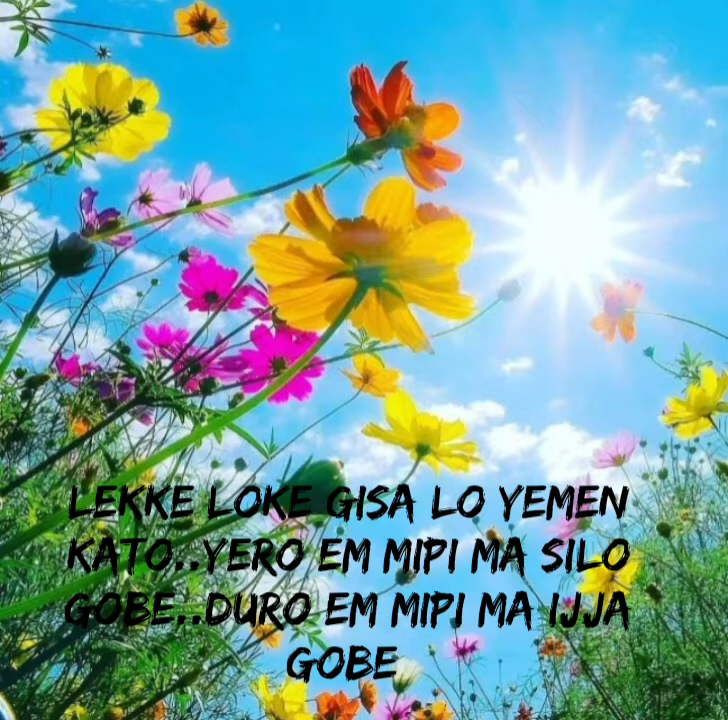 LEKKE LOKE GISA LO YEMEN
KATO..YERO EM MIPI MA SILO
GOBE..DURO EM MIPI MA IJJA
GOBE